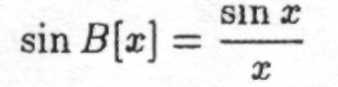 sin B[x] = sin x / x